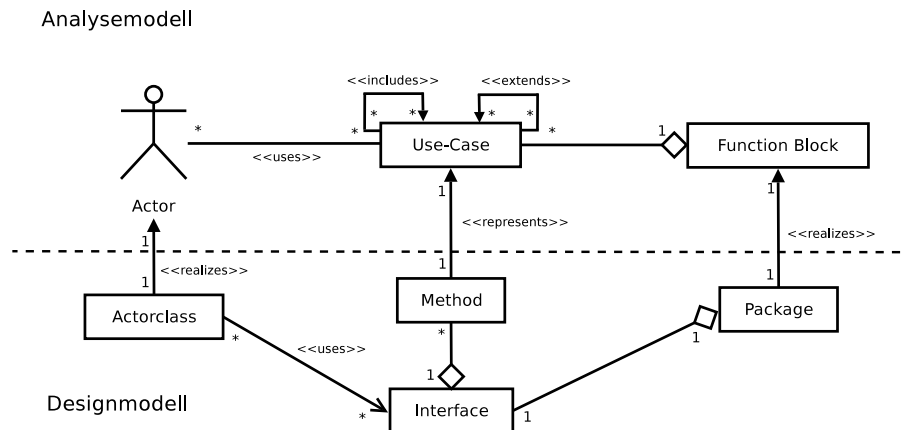 Analysemodell
<<includes>>
<<extends>>
* *
* *
*
*
*
1
Use-Case
Function Block
<<uses>>
1
1
Actor
<<represents>>
1
<<realizes>>
<<realizes>>
1
1
1
Method
Package
Actorclass
*
*
1
<<uses>>
1
Designmodell
*
Interface
1